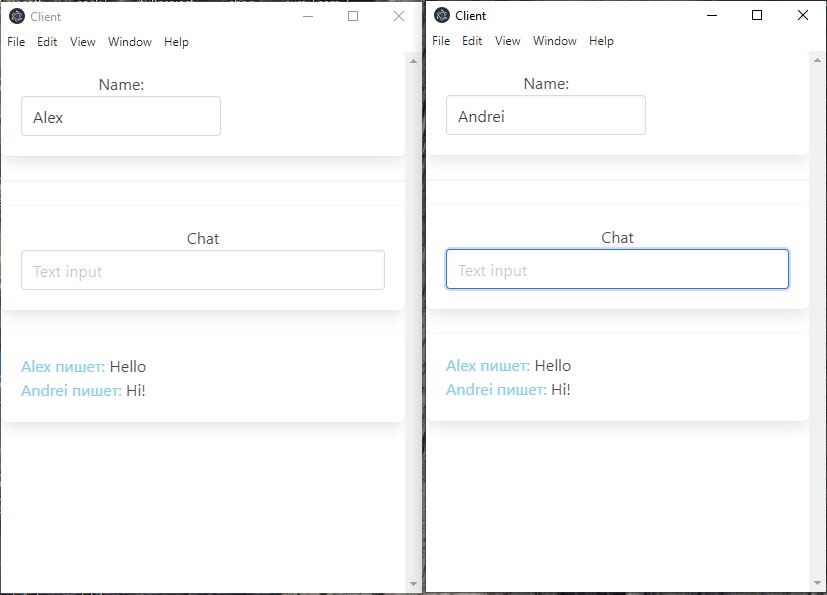 Client
File Edit View Window Help
Name:
Alex
Chat
Text input
Alex пишет: Hello
Andrei пишет: Hi!
Client
File Edit View Window Help
Name:
Andrei
Chat
Text input
Alex пишет: Hello
Andrei пишет: Hi!